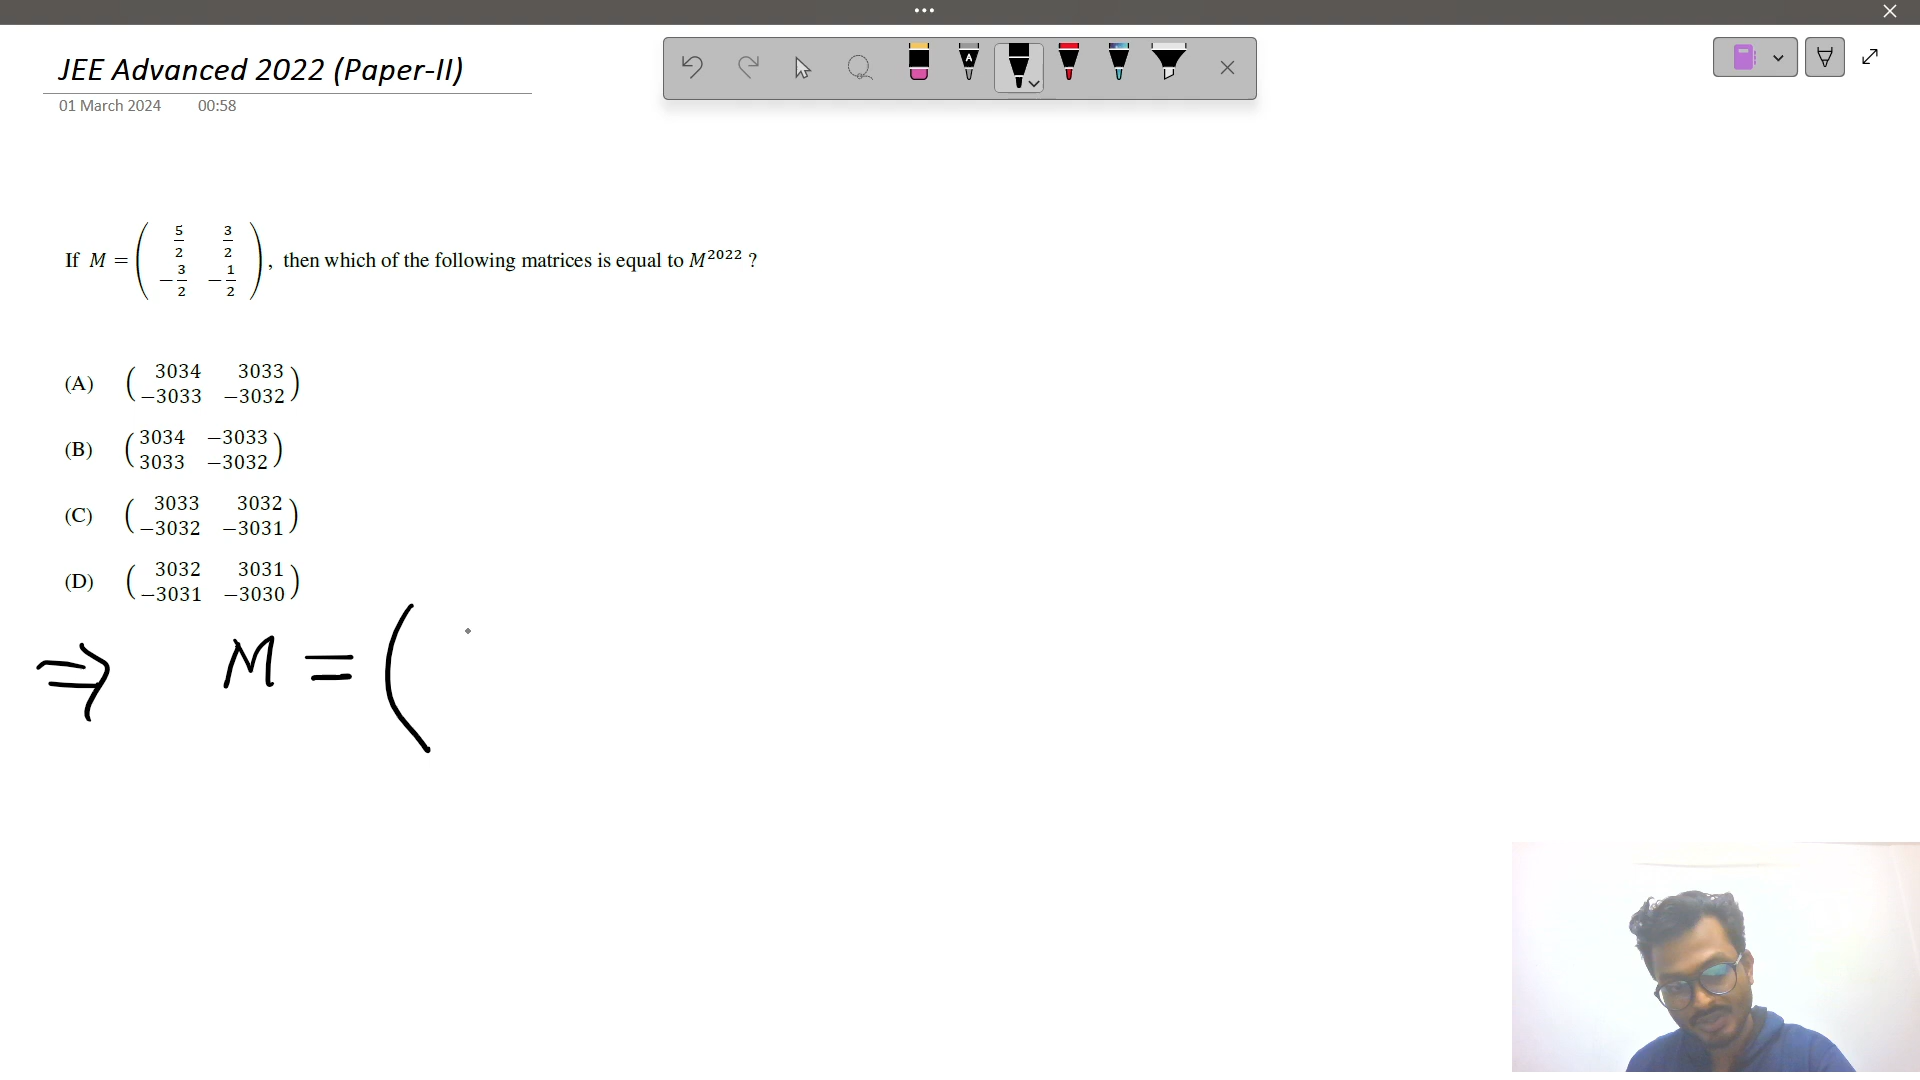 JEE Advanced 2022 (Paper-II)
01 March 2024 00:58
If M = ( 5/2 3/2
−3/2 −1/2 ), then which of the following matrices is equal to M^2022 ?
(A) ( 3034 3033
−3033 −3032 )
(B) ( 3034 −3033
3033 −3032 )
(C) ( 3033 3032
−3032 −3031 )
(D) ( 3032 3031
−3031 −3030 )
⇒ M = (